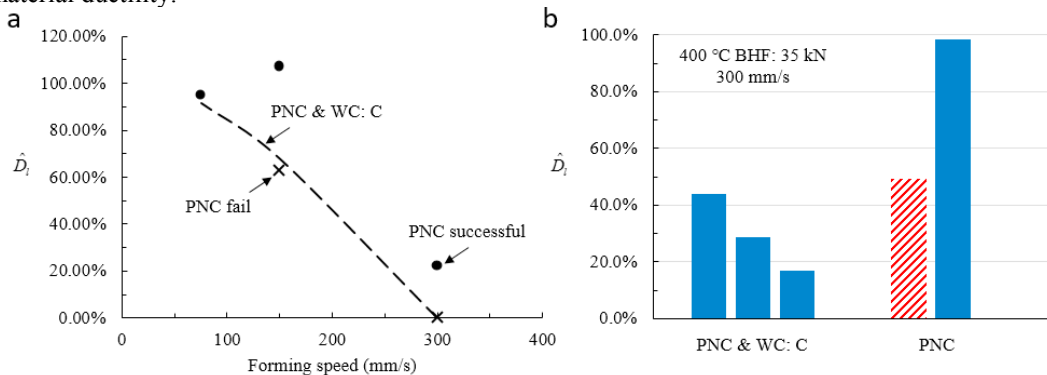 material ductility.
a
120.00%
100.00%
80.00%
60.00%
40.00%
20.00%
0.00%
D̂ₗ
PNC & WC: C
PNC fail
PNC successful
0 100 200 300 400
Forming speed (mm/s)
b
100.0%
80.0%
60.0%
40.0%
20.0%
0.0%
D̂ₗ
400 °C BHF: 35 kN
300 mm/s
PNC & WC: C PNC